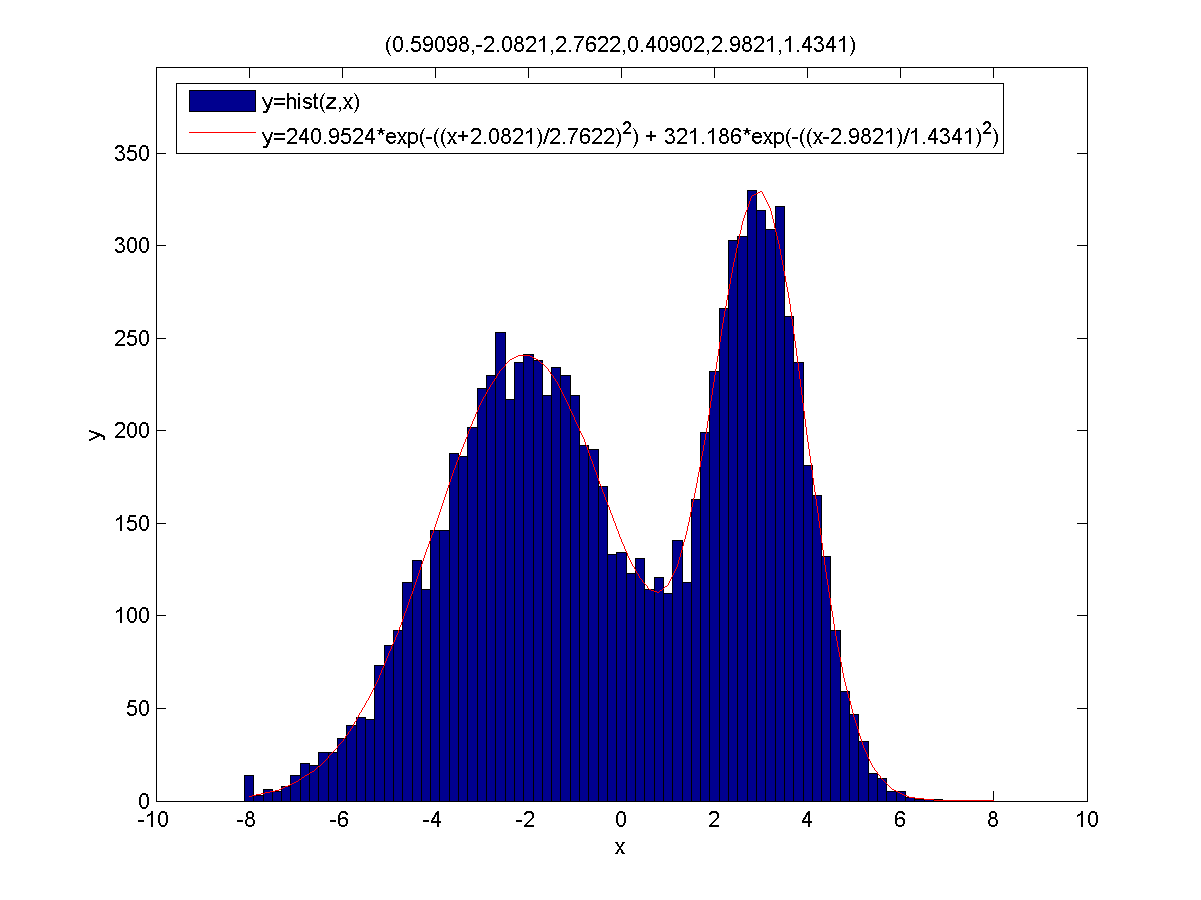 (0.59098,-2.0821,2.7622,0.40902,2.9821,1.4341)
y=hist(z,x)
y=240.9524*exp(-((x+2.0821)/2.7622)²) + 321.186*exp(-((x-2.9821)/1.4341)²)
350
300
250
200
150
100
50
0
y
-10 -8 -6 -4 -2 0 2 4 6 8 10
x